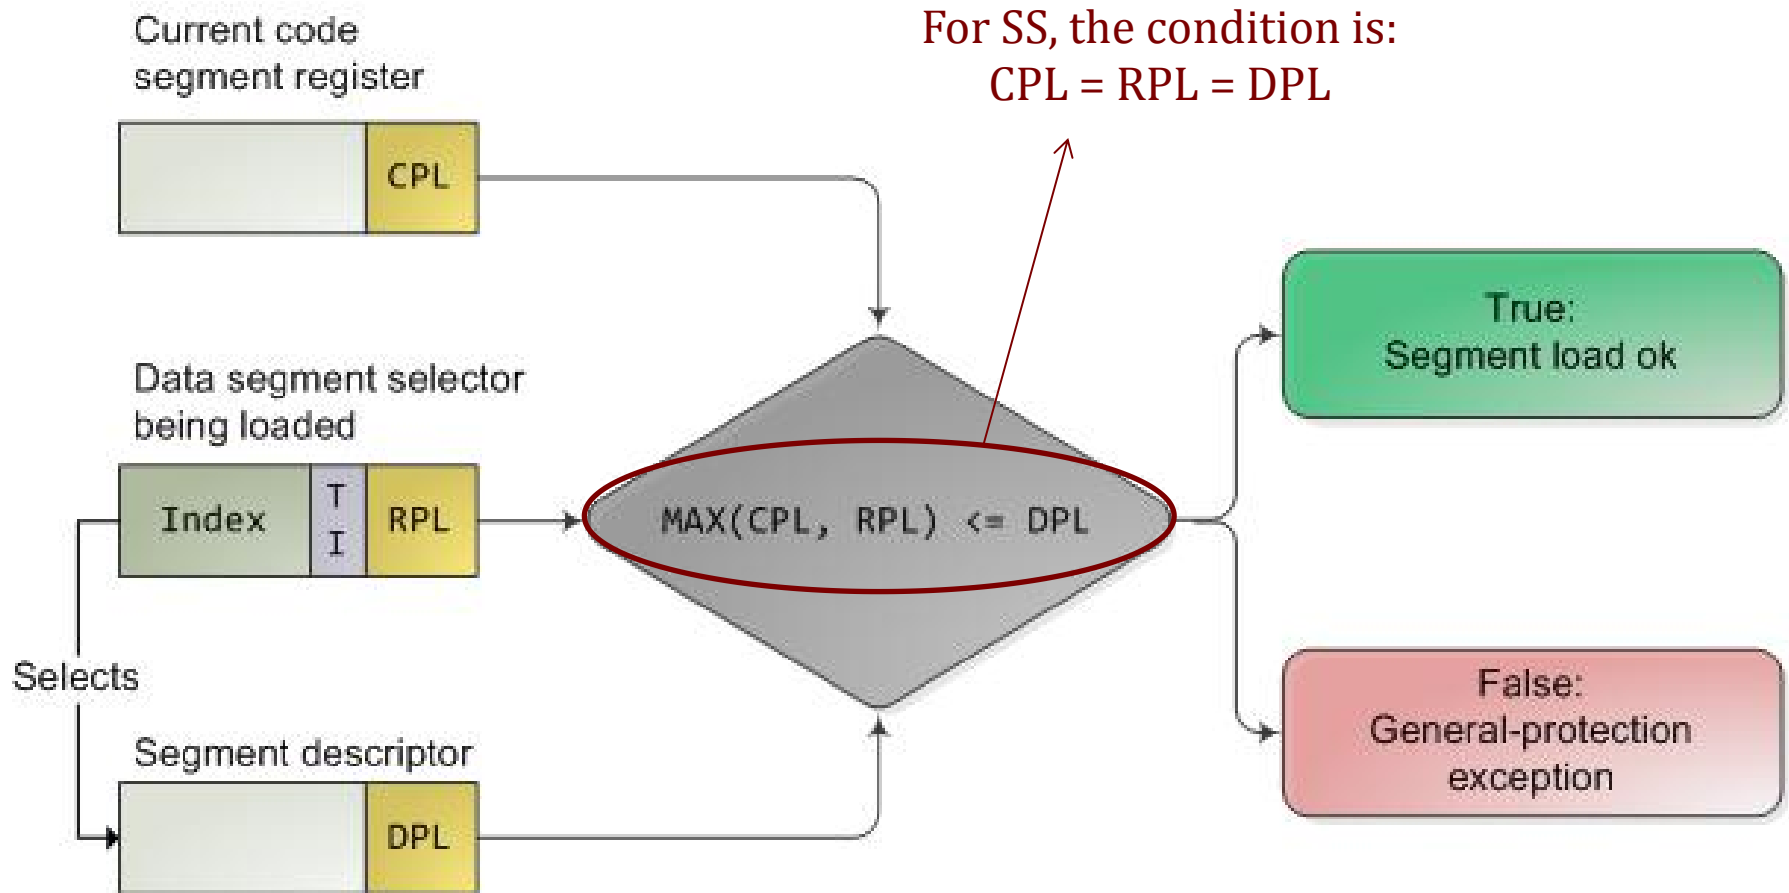 Current code
segment register
CPL
For SS, the condition is:
CPL = RPL = DPL
Data segment selector
being loaded
Index
T
I
RPL
MAX(CPL, RPL) <= DPL
True:
Segment load ok
Selects
Segment descriptor
DPL
False:
General-protection
exception